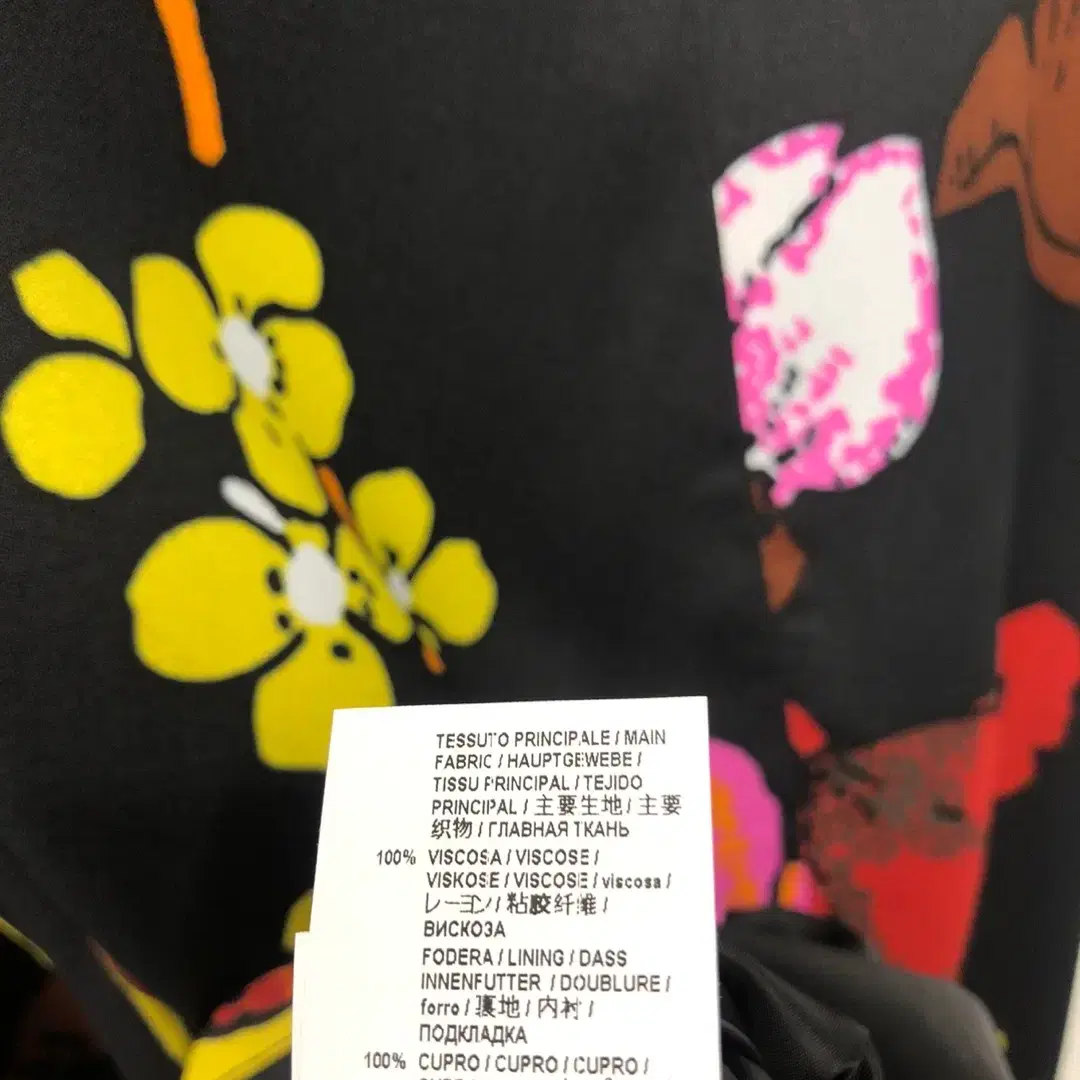 TESSUTO PRINCIPALE / MAIN
FABRIC / HAUPTGEWEBE /
TISSU PRINCIPAL / TEJIDO
PRINCIPAL / 主要生地 / 主要
织物 / ГЛАВНАЯ ТКАНЬ
100% VISCOSA / VISCOSE /
VISKOSE / VISCOSE / viscosa /
レーヨン / 粘胶纤维 /
ВИСКОЗА
FODERA / LINING / DASS
INNENFUTTER / DOUBLURE /
forro / 裏地 / 内衬 /
ПОДКЛАДКА
100% CUPRO / CUPRO / CUPRO /